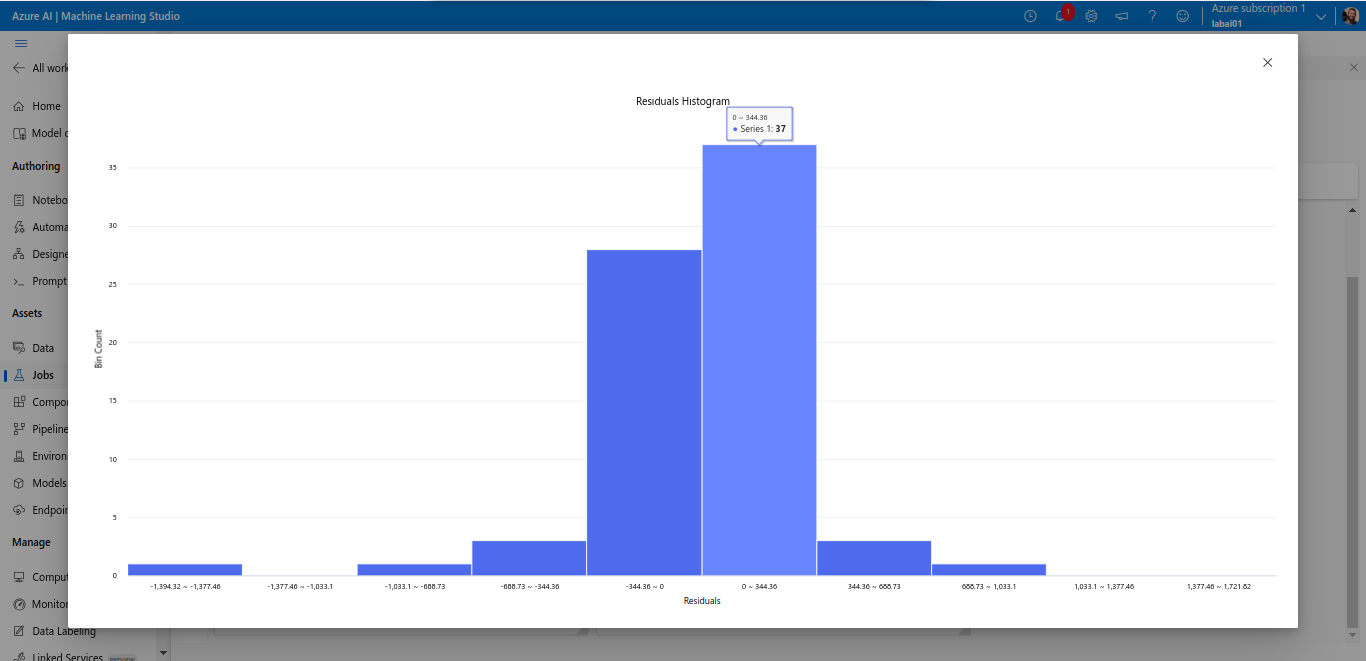 Azure AI | Machine Learning Studio
1
Azure subscription 1
labai01
All work
Home
Model c
Authoring
Notebo
Automa
Designe
Prompt
Assets
Data
Jobs
Compo
Pipeline
Environ
Models
Endpoin
Manage
Comput
Monitor
Data Labeling
Linked Services PREVIEW
Residuals Histogram
0 ~ 344.36
Series 1: 37
Bin Count
35
30
25
20
15
10
5
0
-1,394.32 ~ -1,377.46
-1,377.46 ~ -1,033.1
-1,033.1 ~ -688.73
-688.73 ~ -344.36
-344.36 ~ 0
0 ~ 344.36
344.36 ~ 688.73
688.73 ~ 1,033.1
1,033.1 ~ 1,377.46
1,377.46 ~ 1,721.82
Residuals